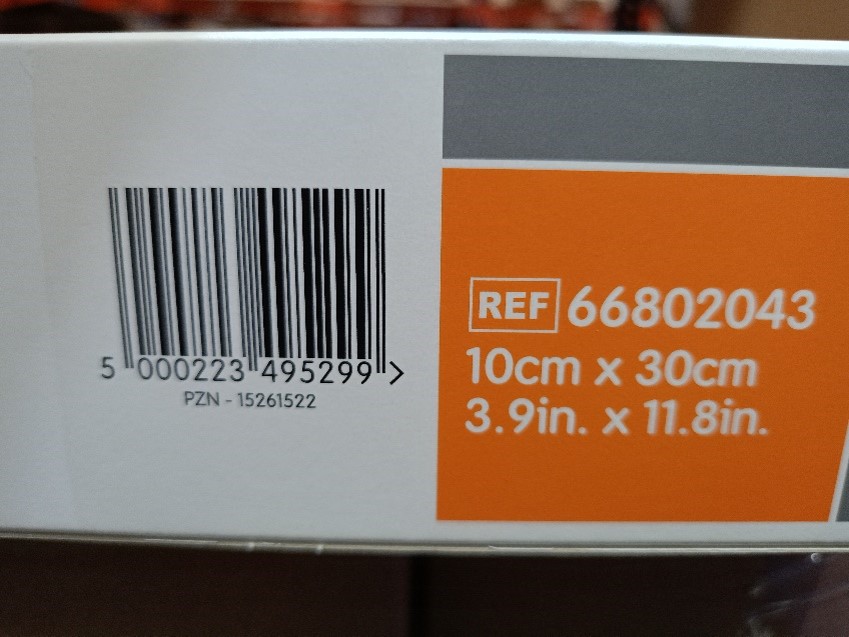 5 000223 495299 >
PZN - 15261522
REF 66802043
10cm x 30cm
3.9in. x 11.8in.